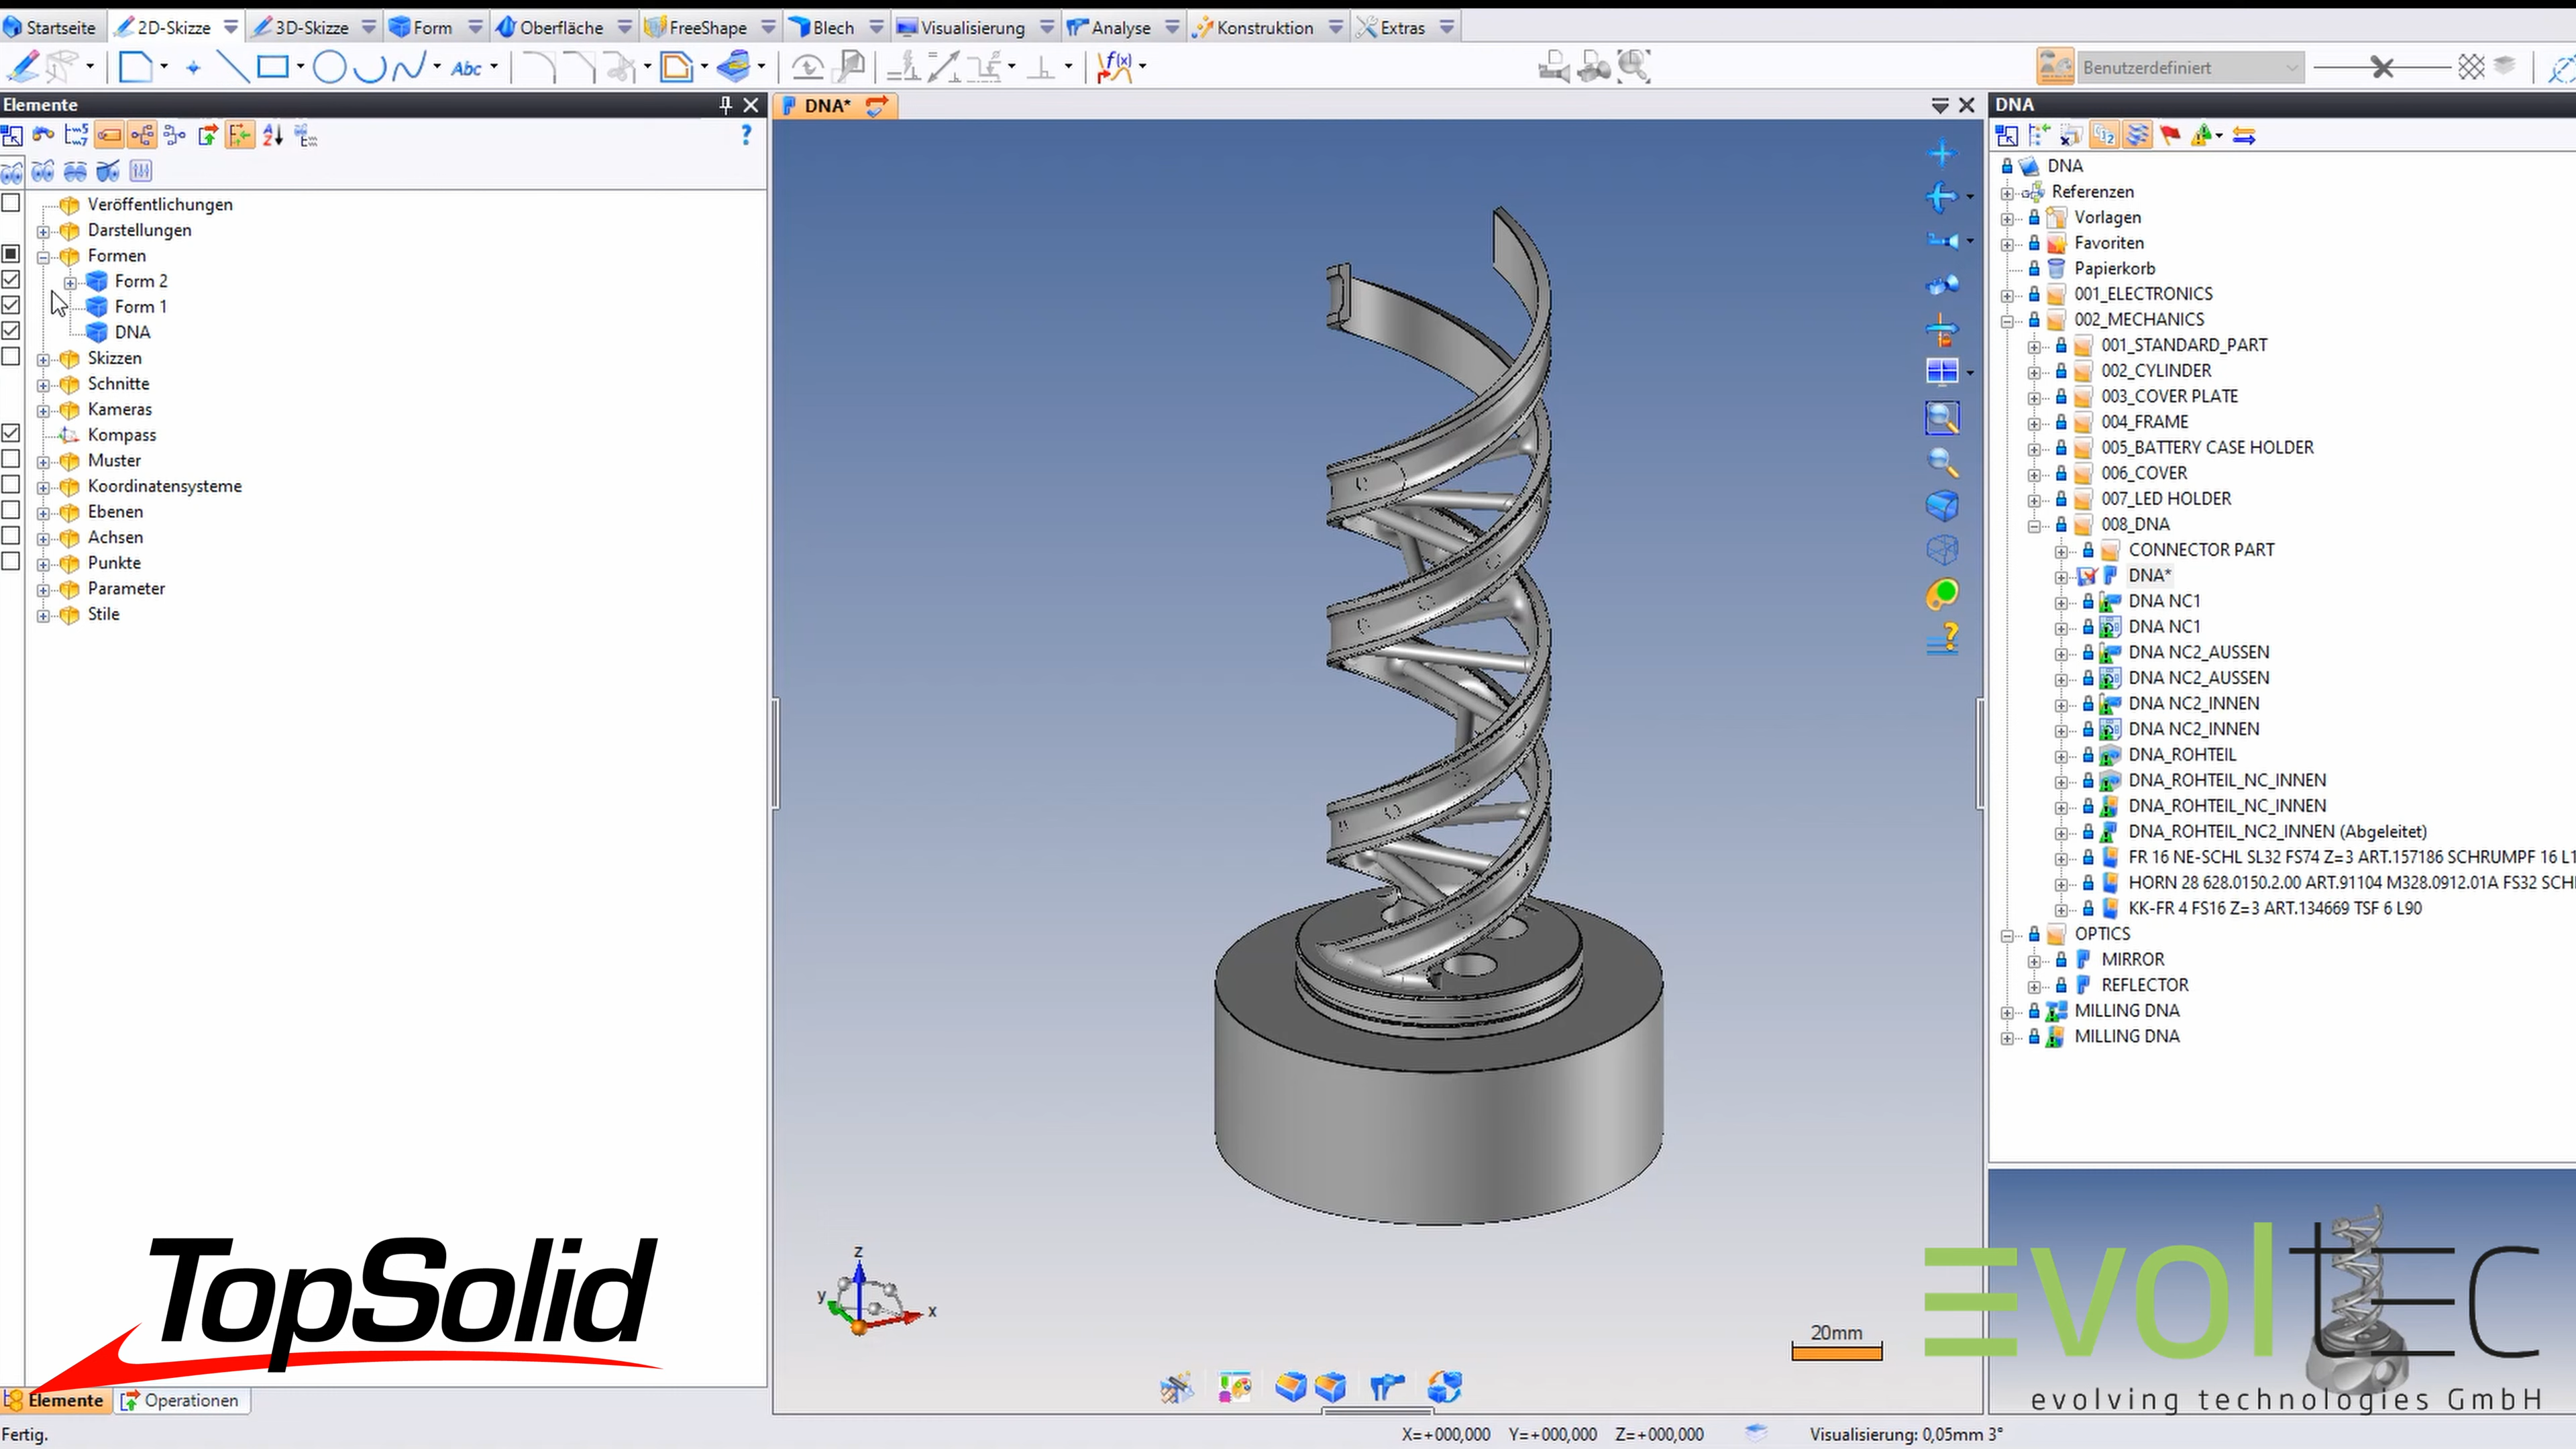 Startseite 2D-Skizze 3D-Skizze Form Oberfläche FreeShape Blech Visualisierung Analyse Konstruktion Extras
Abc f(x) Benutzerdefiniert
Elemente
DNA*
DNA
Veröffentlichungen
Darstellungen
Formen
Form 2
Form 1
DNA
Skizzen
Schnitte
Kameras
Kompass
Muster
Koordinatensysteme
Ebenen
Achsen
Punkte
Parameter
Stile
DNA
Referenzen
Vorlagen
Favoriten
Papierkorb
001_ELECTRONICS
002_MECHANICS
001_STANDARD_PART
002_CYLINDER
003_COVER PLATE
004_FRAME
005_BATTERY CASE HOLDER
006_COVER
007_LED HOLDER
008_DNA
CONNECTOR PART
DNA*
DNA NC1
DNA NC1
DNA NC2_AUSSEN
DNA NC2_AUSSEN
DNA NC2_INNEN
DNA NC2_INNEN
DNA_ROHTEIL
DNA_ROHTEIL_NC_INNEN
DNA_ROHTEIL_NC_INNEN
DNA_ROHTEIL_NC2_INNEN (Abgeleitet)
FR 16 NE-SCHL SL32 FS74 Z=3 ART.157186 SCHRUMPF 16 L1
HORN 28 628.0150.2.00 ART.91104 M328.0912.01A FS32 SCH
KK-FR 4 FS16 Z=3 ART.134669 TSF 6 L90
OPTICS
MIRROR
REFLECTOR
MILLING DNA
MILLING DNA
TopSolid
z
y
x
20mm
Evoltec
evolving technologies GmbH
Elemente Operationen
Fertig.
X=+000,000 Y=+000,000 Z=+000,000 Visualisierung: 0,05mm 3°